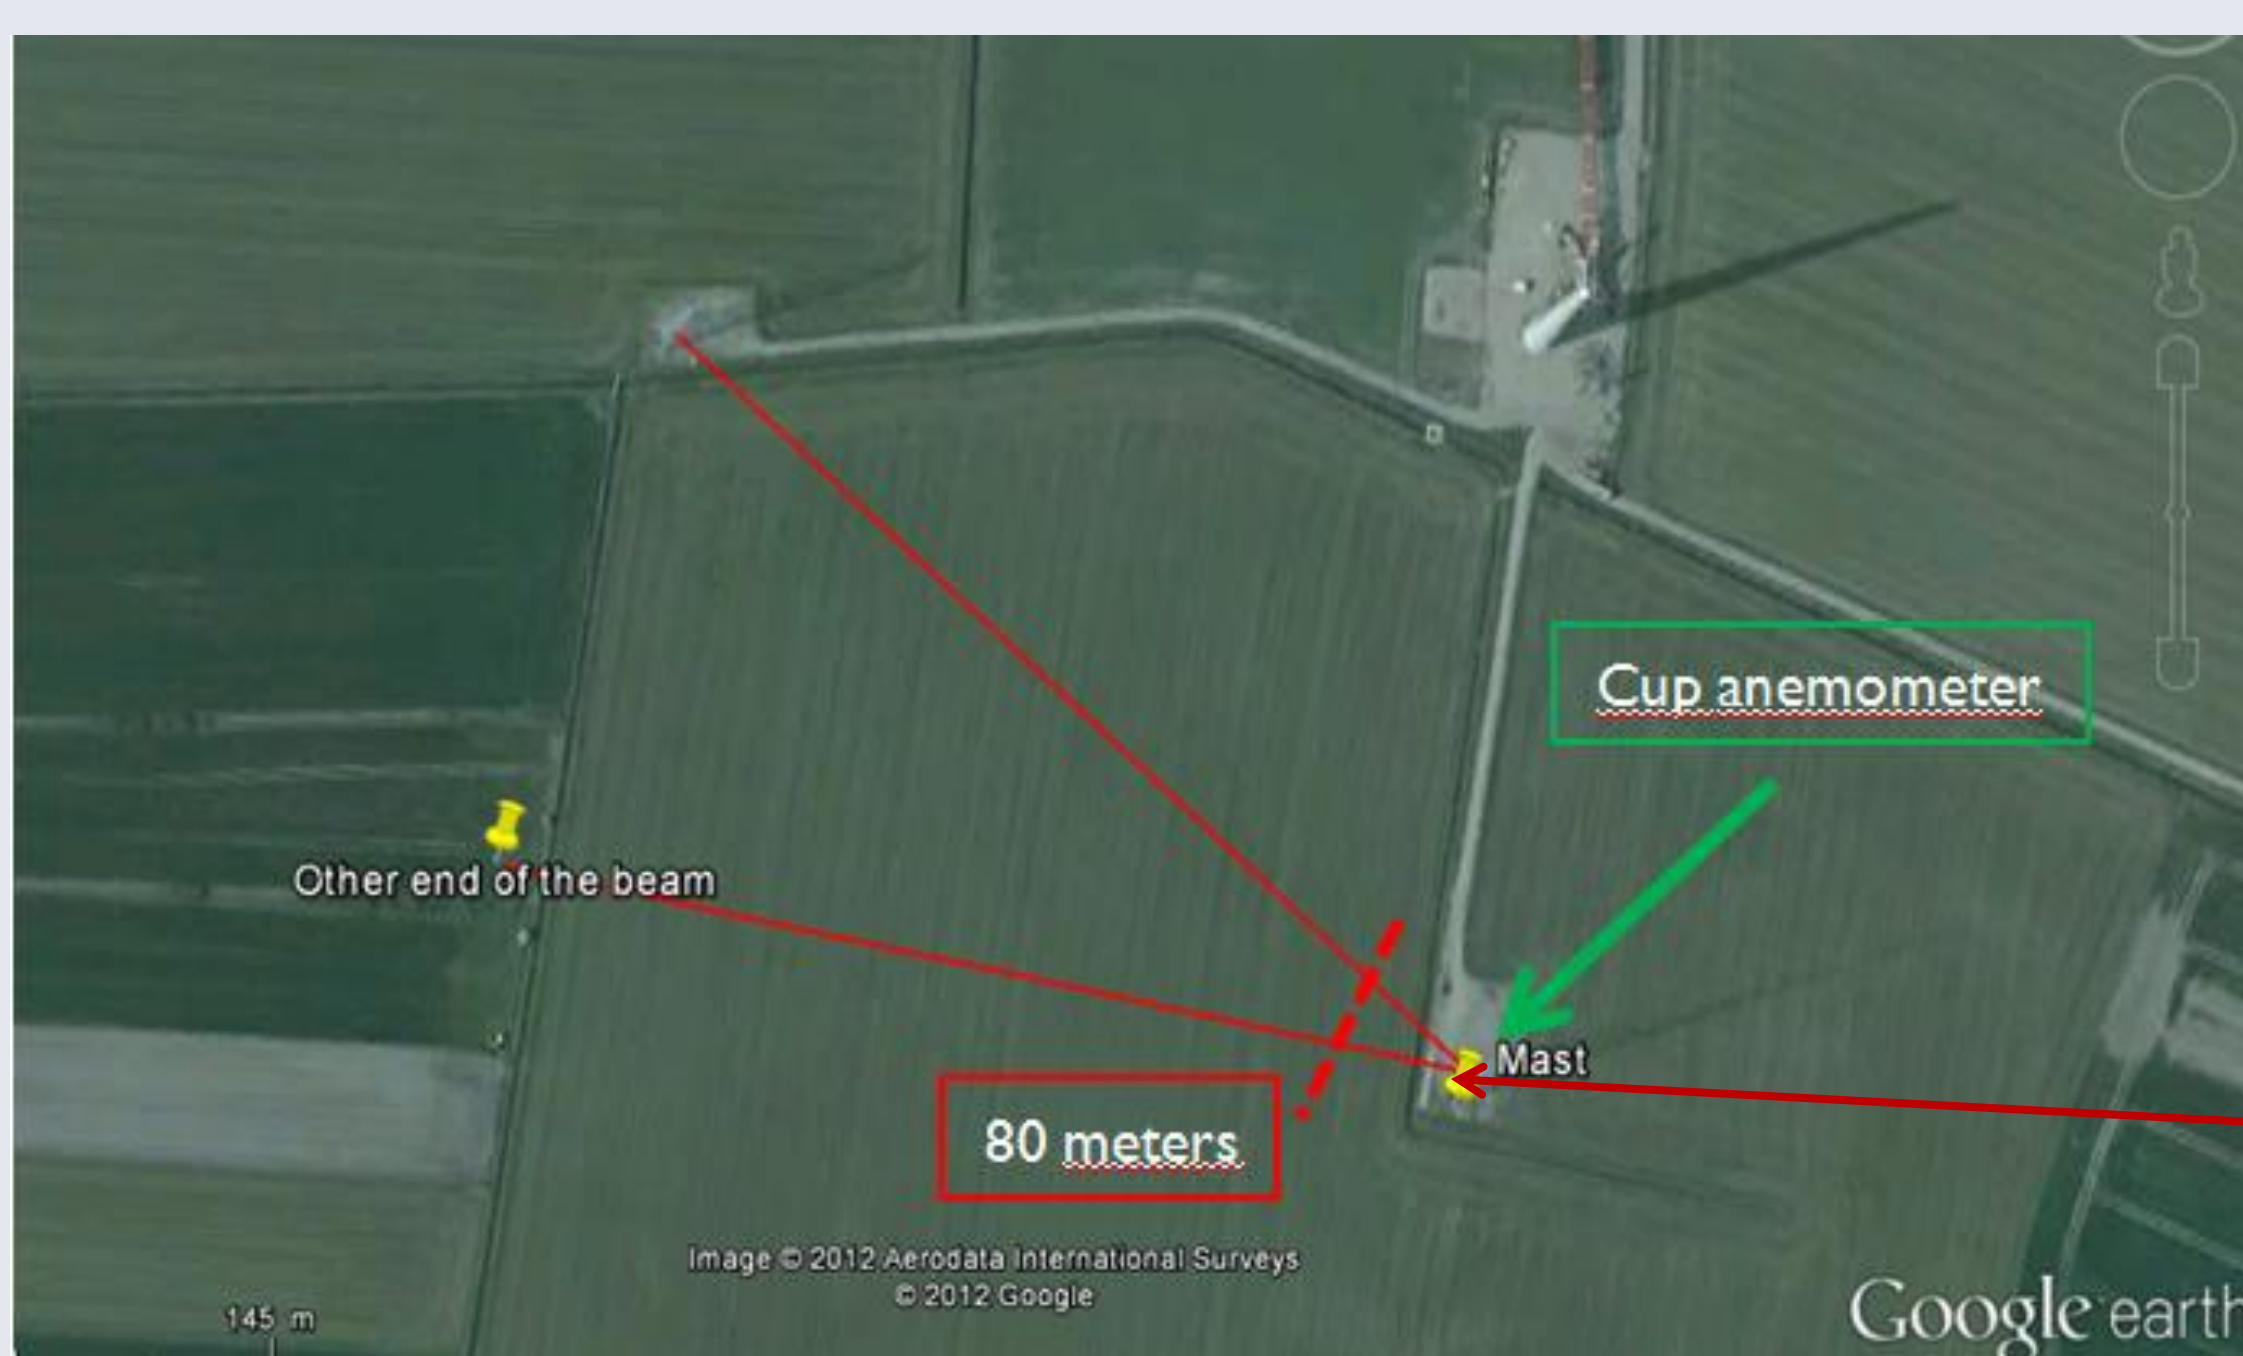 Cup anemometer
Other end of the beam
Mast
80 meters
Image © 2012 Aerodata International Surveys
© 2012 Google
145 m
Google earth